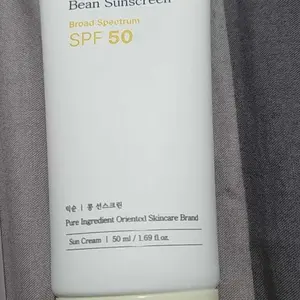 Bean Sunscreen
Broad Spectrum
SPF 50
믹순 | 콩 선스크린
Pure Ingredient Oriented Skincare Brand
Sun Cream | 50 ml / 1.69 fl.oz.